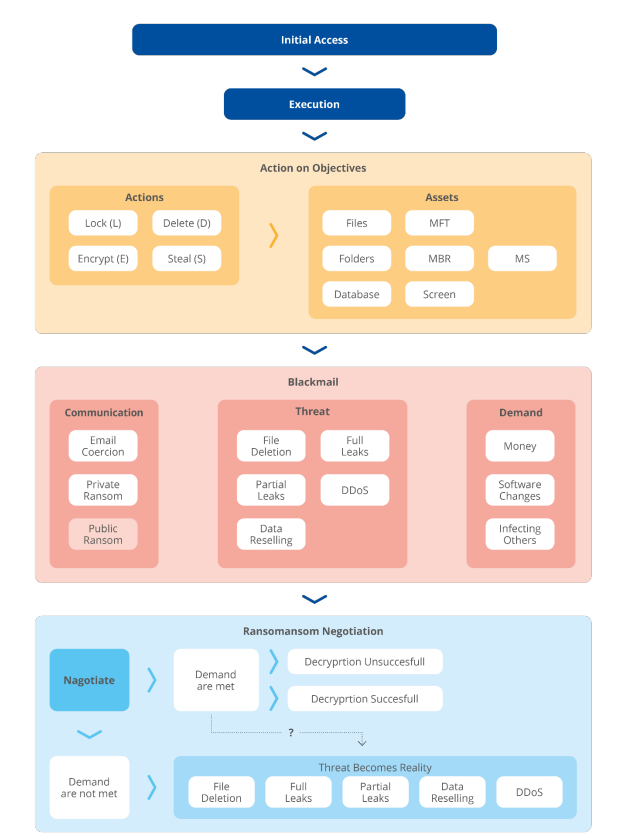 Initial Access
Execution
Action on Objectives
Actions
Lock (L)
Delete (D)
Encrypt (E)
Steal (S)
Assets
Files
MFT
Folders
MBR
MS
Database
Screen
Blackmail
Communication
Email
Coercion
Private
Ransom
Public
Ransom
Threat
File
Deletion
Full
Leaks
Partial
Leaks
DDoS
Data
Reselling
Demand
Money
Software
Changes
Infecting
Others
Ransomansom Negotiation
Nagotiate
Demand
are met
Decryprtion Unsuccesfull
Decryprtion Succesfull
?
Demand
are not met
Threat Becomes Reality
File
Deletion
Full
Leaks
Partial
Leaks
Data
Reselling
DDoS